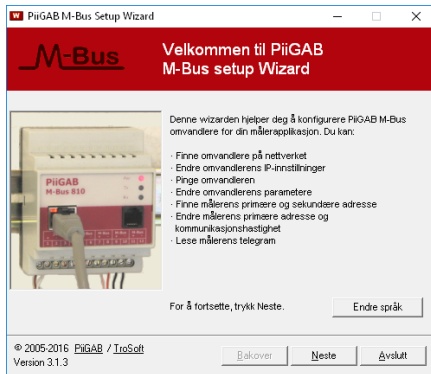 PiiGAB M-Bus Setup Wizard
M-Bus
Velkommen til PiiGAB
M-Bus setup Wizard
Denne wizarden hjelper deg å konfigurere PiiGAB M-Bus
omvandlere for din målerapplikasjon. Du kan:
· Finne omvandlere på nettverket
· Endre omvandlerens IP-innstillinger
· Pinge omvandleren
· Endre omvandlerens parametere
· Finne målerens primære og sekundære adresse
· Endre målerens primære adresse og
kommunikasjonshastighet
· Lese målerens telegram
PiiGAB
M-Bus 810
For å fortsette, trykk Neste.
Endre språk
© 2005-2016 PiiGAB / TroSoft
Version 3.1.3
Bakover
Neste
Avslutt